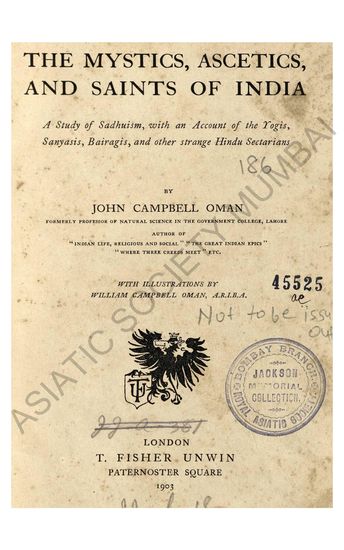 THE MYSTICS, ASCETICS,
AND SAINTS OF INDIA
A Study of Sadhuism, with an Account of the Yogis,
Sanyasis, Bairagis, and other strange Hindu Sectarians
186
BY
JOHN CAMPBELL OMAN
FORMERLY PROFESSOR OF NATURAL SCIENCE IN THE GOVERNMENT COLLEGE, LAHORE
AUTHOR OF
"INDIAN LIFE, RELIGIOUS AND SOCIAL" "THE GREAT INDIAN EPICS"
"WHERE THREE CREEDS MEET" ETC.
WITH ILLUSTRATIONS BY
WILLIAM CAMPBELL OMAN, A.R.I.B.A.
45525
Not to be issu
out
BOMBAY BRANCH
JACKSON
MEMORIAL
COLLECTION.
ROYAL ASIATIC SOCIETY
LONDON
T. FISHER UNWIN
PATERNOSTER SQUARE
1903
ASIATIC SOCIETY MUMBAI